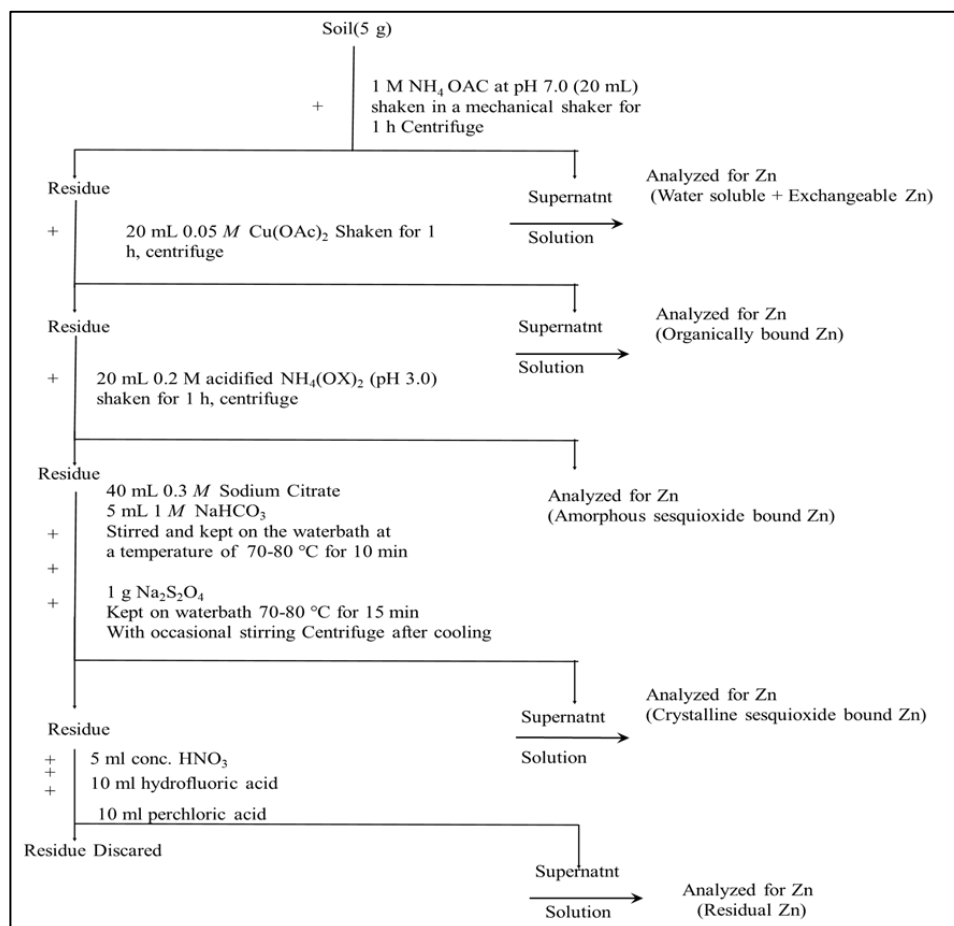 Soil(5 g)
+
1 M NH₄ OAC at pH 7.0 (20 mL)
shaken in a mechanical shaker for
1 h Centrifuge
Residue
Supernatnt
Solution
Analyzed for Zn
(Water soluble + Exchangeable Zn)
+
20 mL 0.05 M Cu(OAc)₂ Shaken for 1
h, centrifuge
Residue
Supernatnt
Solution
Analyzed for Zn
(Organically bound Zn)
+
20 mL 0.2 M acidified NH₄(OX)₂ (pH 3.0)
shaken for 1 h, centrifuge
Residue
Analyzed for Zn
(Amorphous sesquioxide bound Zn)
40 mL 0.3 M Sodium Citrate
5 mL 1 M NaHCO₃
+
Stirred and kept on the waterbath at
a temperature of 70-80 °C for 10 min
+
1 g Na₂S₂O₄
+
Kept on waterbath 70-80 °C for 15 min
With occasional stirring Centrifuge after cooling
Residue
Supernatnt
Solution
Analyzed for Zn
(Crystalline sesquioxide bound Zn)
+
5 ml conc. HNO₃
+
10 ml hydrofluoric acid
+
10 ml perchloric acid
Residue Discared
Supernatnt
Solution
Analyzed for Zn
(Residual Zn)